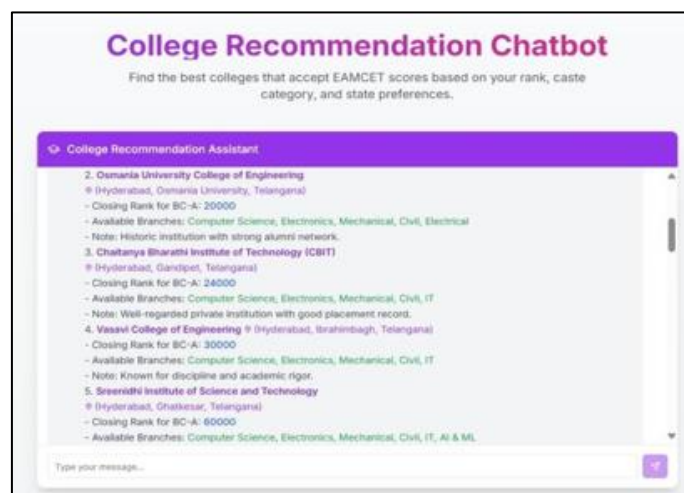 College Recommendation Chatbot
Find the best colleges that accept EAMCET scores based on your rank, caste
category, and state preferences.
College Recommendation Assistant
2. Osmania University College of Engineering
(Hyderabad, Osmania University, Telangana)
- Closing Rank for BC-A: 20000
- Available Branches: Computer Science, Electronics, Mechanical, Civil, Electrical
- Note: Historic institution with strong alumni network.
3. Chaitanya Bharathi Institute of Technology (CBIT)
(Hyderabad, Gandipet, Telangana)
- Closing Rank for BC-A: 24000
- Available Branches: Computer Science, Electronics, Mechanical, Civil, IT
- Note: Well-regarded private institution with good placement record.
4. Vasavi College of Engineering (Hyderabad, Ibrahimbagh, Telangana)
- Closing Rank for BC-A: 30000
- Available Branches: Computer Science, Electronics, Mechanical, Civil, IT
- Note: Known for discipline and academic rigor.
5. Sreenidhi Institute of Science and Technology
(Hyderabad, Ghatkesar, Telangana)
- Closing Rank for BC-A: 60000
- Available Branches: Computer Science, Electronics, Mechanical, Civil, IT, AI & ML
Type your message...